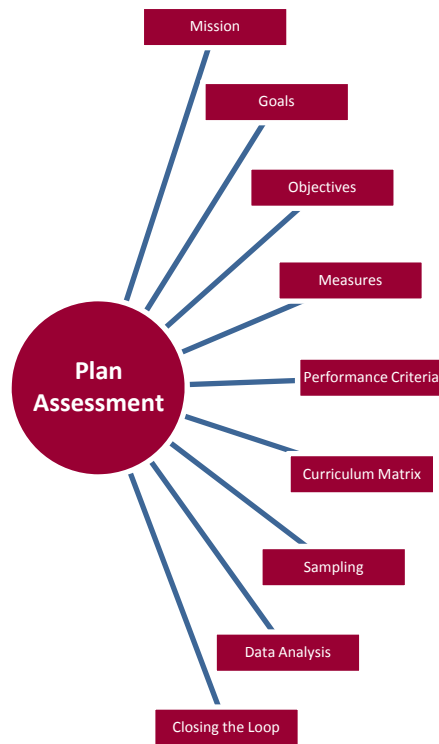 Mission
Goals
Objectives
Measures
Plan
Assessment
Performance Criteria
Curriculum Matrix
Sampling
Data Analysis
Closing the Loop